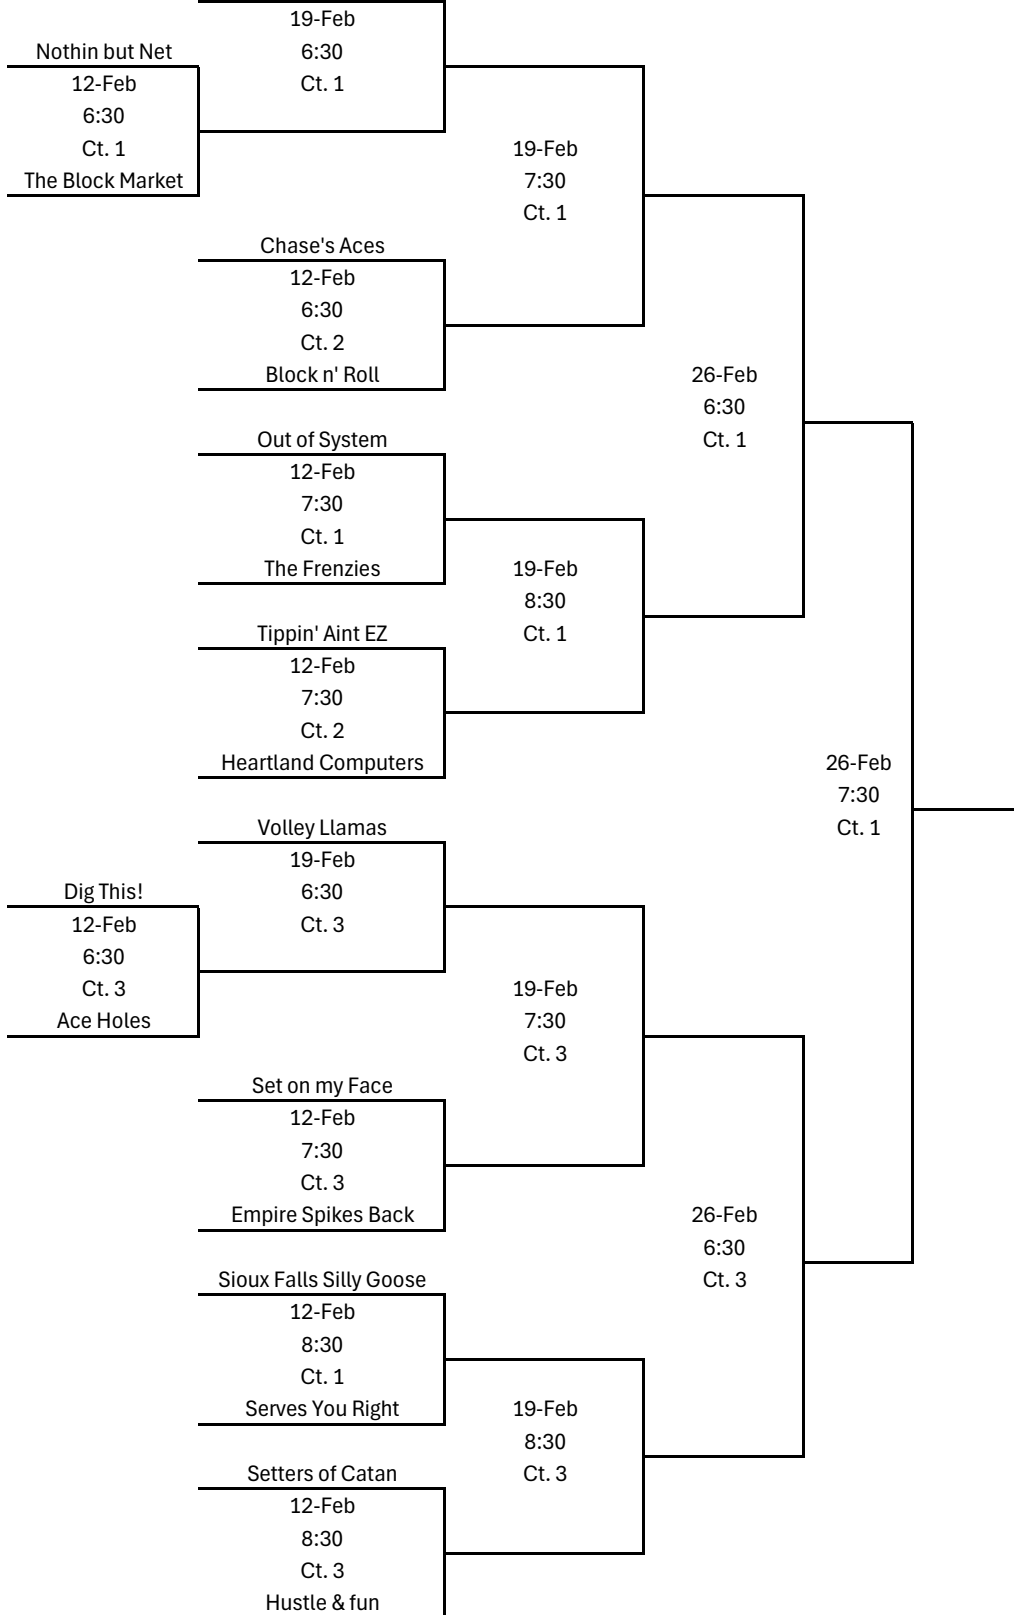 19-Feb
6:30
Ct. 1
Nothin but Net
12-Feb
6:30
Ct. 1
The Block Market
19-Feb
7:30
Ct. 1
Chase's Aces
12-Feb
6:30
Ct. 2
Block n' Roll
26-Feb
6:30
Ct. 1
Out of System
12-Feb
7:30
Ct. 1
The Frenzies
19-Feb
8:30
Ct. 1
Tippin' Aint EZ
12-Feb
7:30
Ct. 2
Heartland Computers
26-Feb
7:30
Ct. 1
Volley Llamas
19-Feb
6:30
Ct. 3
Dig This!
12-Feb
6:30
Ct. 3
Ace Holes
19-Feb
7:30
Ct. 3
Set on my Face
12-Feb
7:30
Ct. 3
Empire Spikes Back
26-Feb
6:30
Ct. 3
Sioux Falls Silly Goose
12-Feb
8:30
Ct. 1
Serves You Right
19-Feb
8:30
Ct. 3
Setters of Catan
12-Feb
8:30
Ct. 3
Hustle & fun